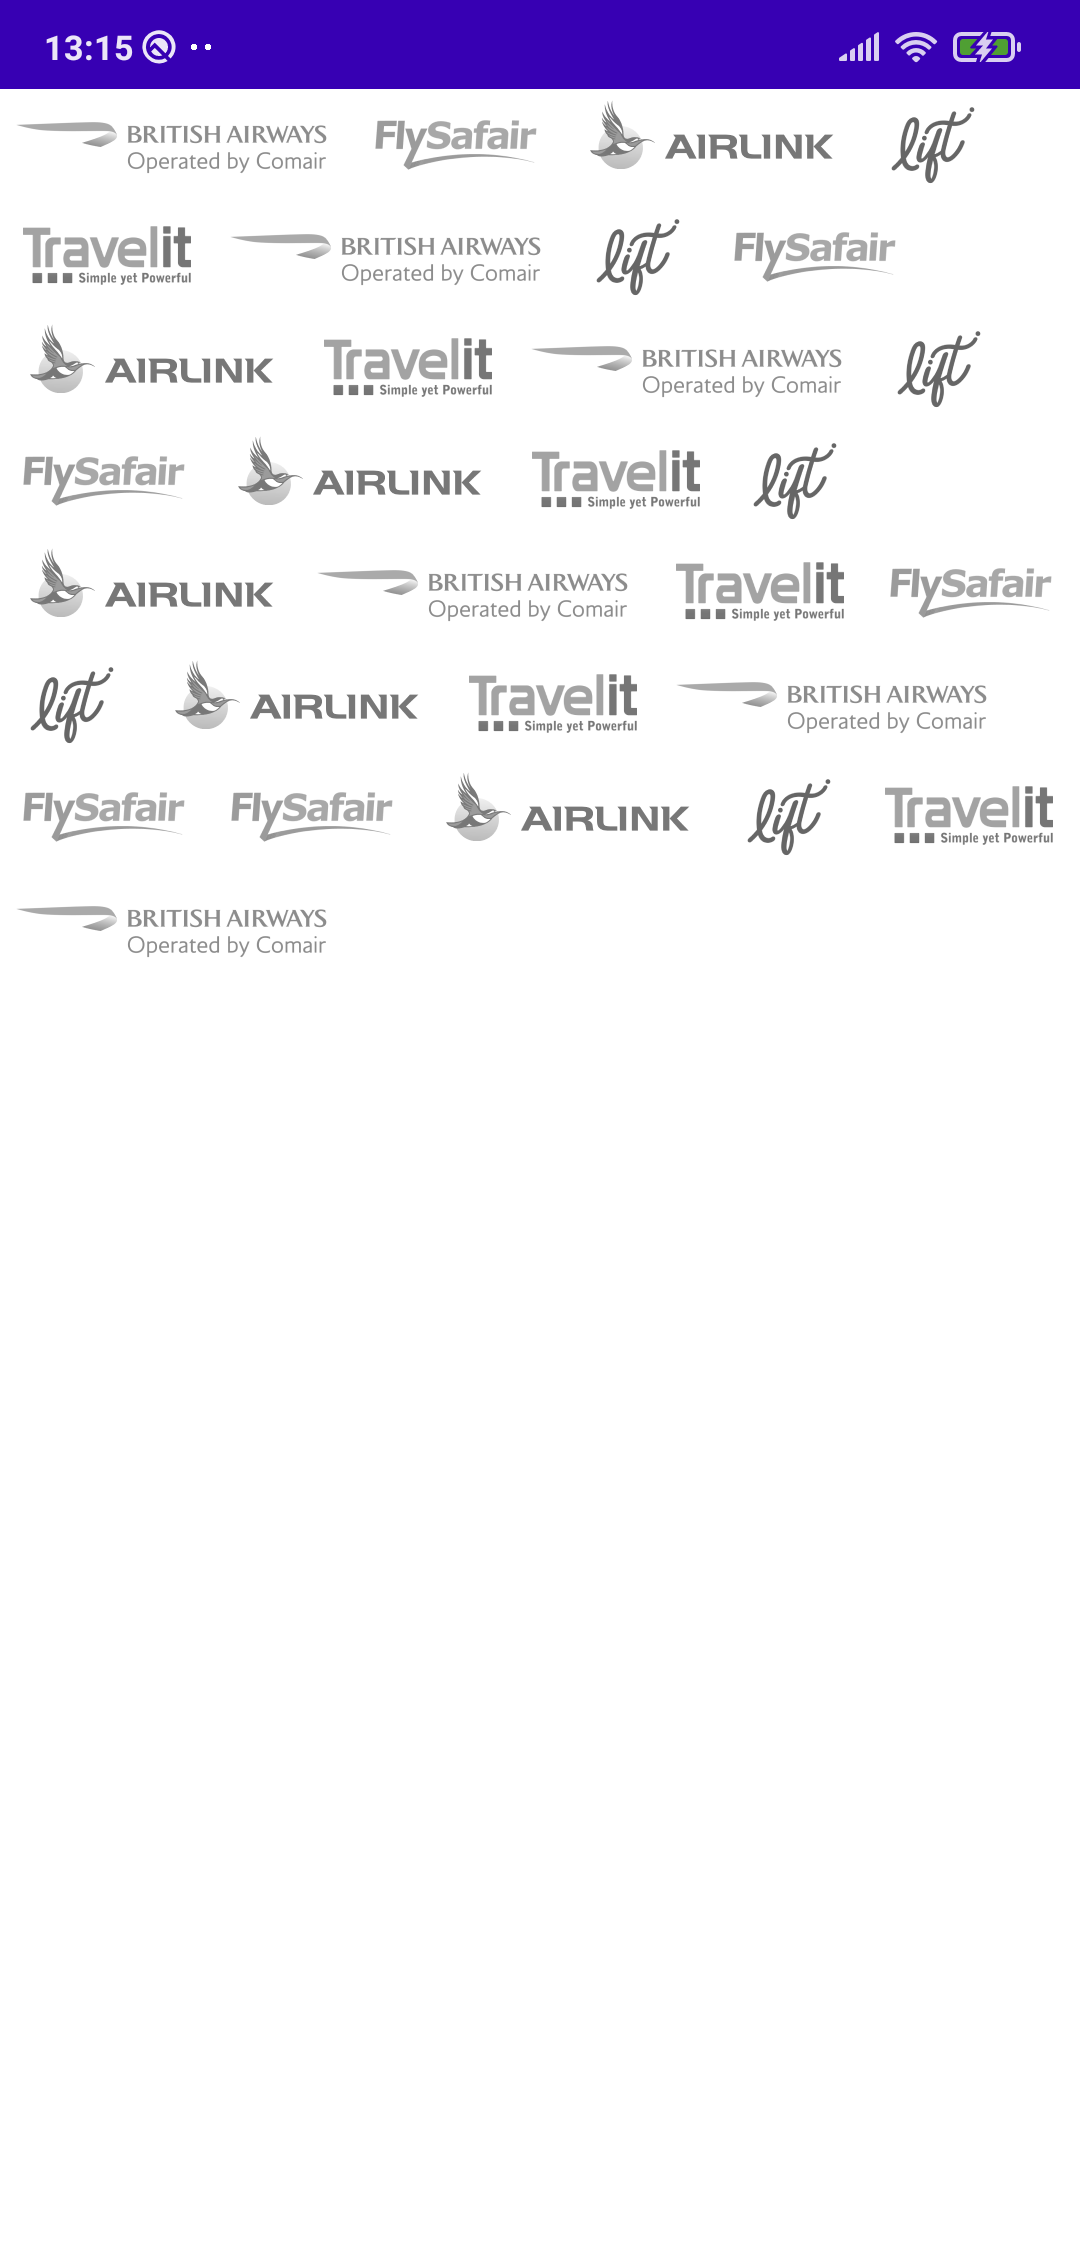 13:15
BRITISH AIRWAYS FlySafair AIRLINK lift
Operated by Comair
Travelit BRITISH AIRWAYS lift FlySafair
Simple yet Powerful Operated by Comair
AIRLINK Travelit BRITISH AIRWAYS lift
Simple yet Powerful Operated by Comair
FlySafair AIRLINK Travelit lift
Simple yet Powerful
AIRLINK BRITISH AIRWAYS Travelit FlySafair
Operated by Comair Simple yet Powerful
lift AIRLINK Travelit BRITISH AIRWAYS
Simple yet Powerful Operated by Comair
FlySafair FlySafair AIRLINK lift Travelit
Simple yet Powerful
BRITISH AIRWAYS
Operated by Comair